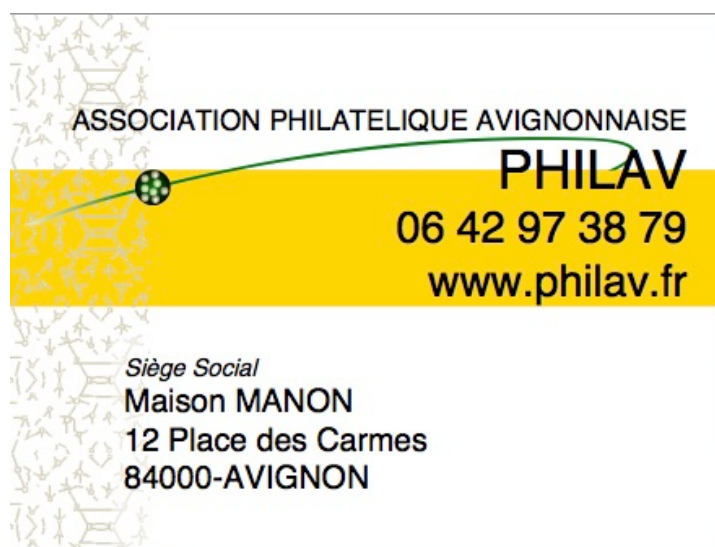 ASSOCIATION PHILATELIQUE AVIGNONNAISE
PHILAV
06 42 97 38 79
www.philav.fr
Siège Social
Maison MANON
12 Place des Carmes
84000-AVIGNON